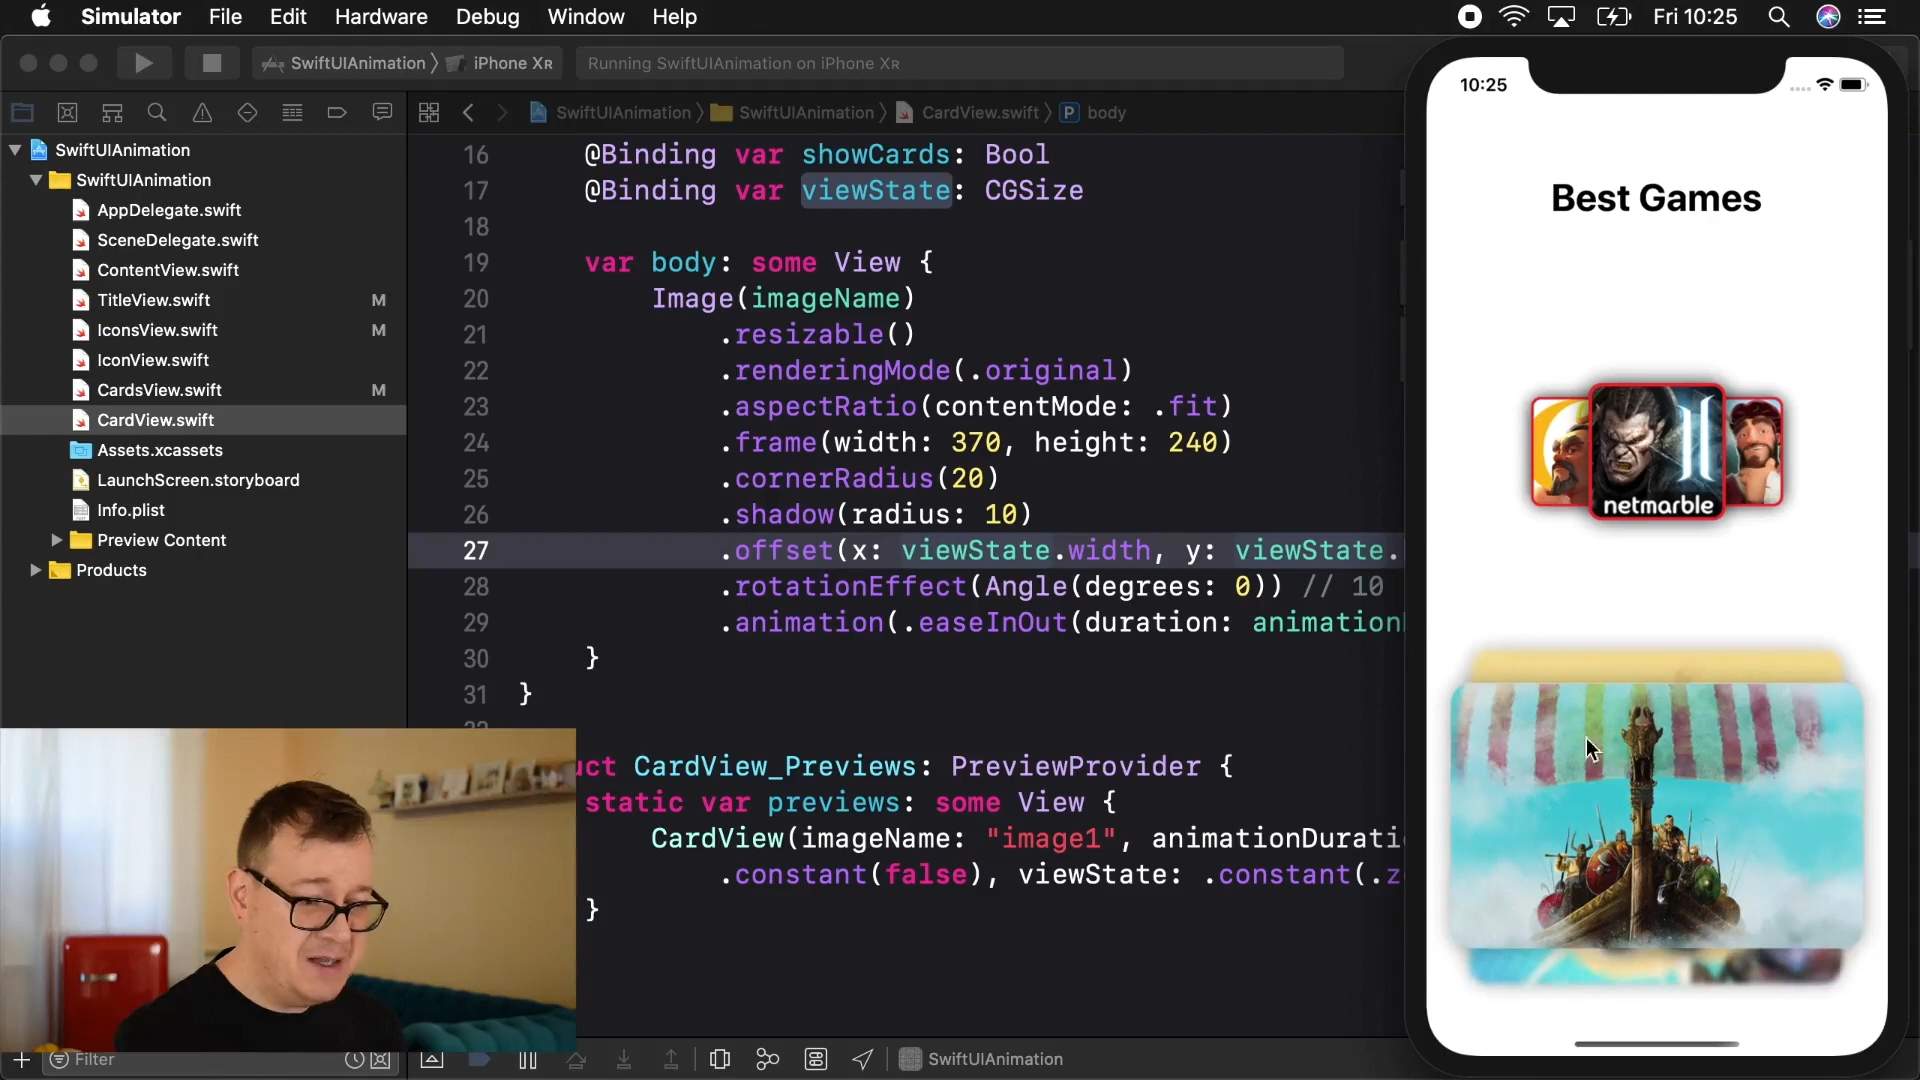 Simulator File Edit Hardware Debug Window Help Fri 10:25
SwiftUIAnimation iPhone XR Running SwiftUIAnimation on iPhone XR
10:25
SwiftUIAnimation SwiftUIAnimation CardView.swift P body
SwiftUIAnimation
SwiftUIAnimation
AppDelegate.swift
SceneDelegate.swift
ContentView.swift
TitleView.swift M
IconsView.swift M
IconView.swift
CardsView.swift M
CardView.swift
Assets.xcassets
LaunchScreen.storyboard
Info.plist
Preview Content
Products
16 @Binding var showCards: Bool
17 @Binding var viewState: CGSize
18
19 var body: some View {
20 Image(imageName)
21 .resizable()
22 .renderingMode(.original)
23 .aspectRatio(contentMode: .fit)
24 .frame(width: 370, height: 240)
25 .cornerRadius(20)
26 .shadow(radius: 10)
27 .offset(x: viewState.width, y: viewState.
28 .rotationEffect(Angle(degrees: 0)) // 10
29 .animation(.easeInOut(duration: animation
30 }
31 }
uct CardView_Previews: PreviewProvider {
static var previews: some View {
CardView(imageName: "image1", animationDurati
.constant(false), viewState: .constant(.z
}
Best Games
netmarble
Filter
SwiftUIAnimation